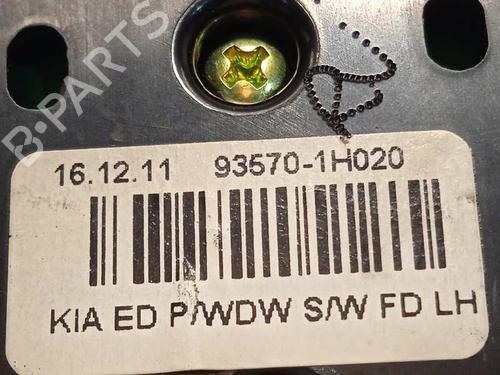 B-PARTS
16.12.11 93570-1H020
KIA ED P/WDW S/W FD LH